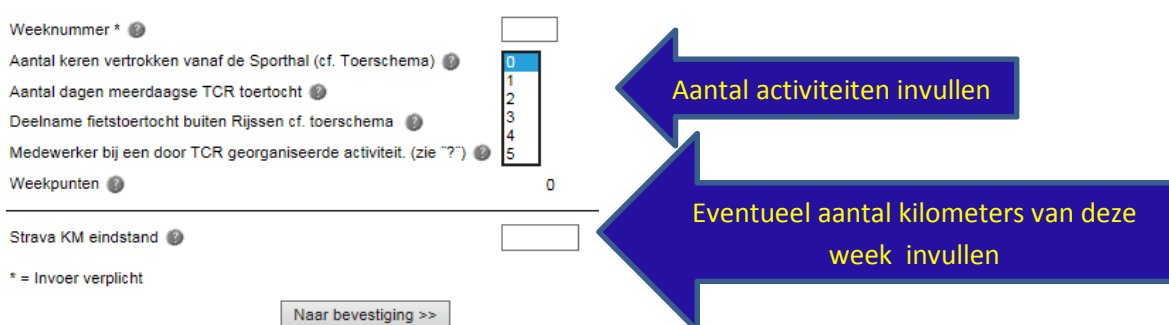 Weeknummer * ?
Aantal keren vertrokken vanaf de Sporthal (cf. Toerschema) ?
0
1
2
3
4
5
Aantal dagen meerdaagse TCR toertocht ?
Deelname fietstoertocht buiten Rijssen cf. toerschema ?
Medewerker bij een door TCR georganiseerde activiteit. (zie ¨?¨) ?
Weekpunten ? 0
Aantal activiteiten invullen
Strava KM eindstand ?
Eventueel aantal kilometers van deze
week invullen
* = Invoer verplicht
Naar bevestiging >>